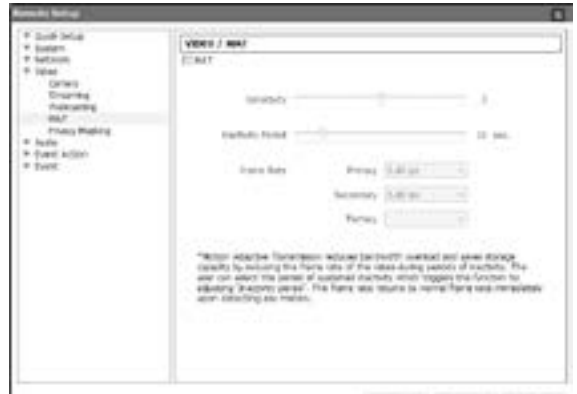 Remote Setup
Quick Setup
System
Network
Video
Camera
Streaming
Webcasting
MAT
Privacy Masking
Audio
Event Action
Event
VIDEO / MAT
MAT
Sensitivity
Inactivity Period
sec.
Frame Rate
Primary
Secondary
Tertiary
*Motion Adaptive Transmission reduces bandwidth overload and saves storage
capacity by reducing the frame rate of the video during periods of inactivity. The
user can select the period of sustained inactivity which triggers the function by
adjusting "Inactivity period". The frame rate returns to normal frame rate immediately
upon detecting any motion.